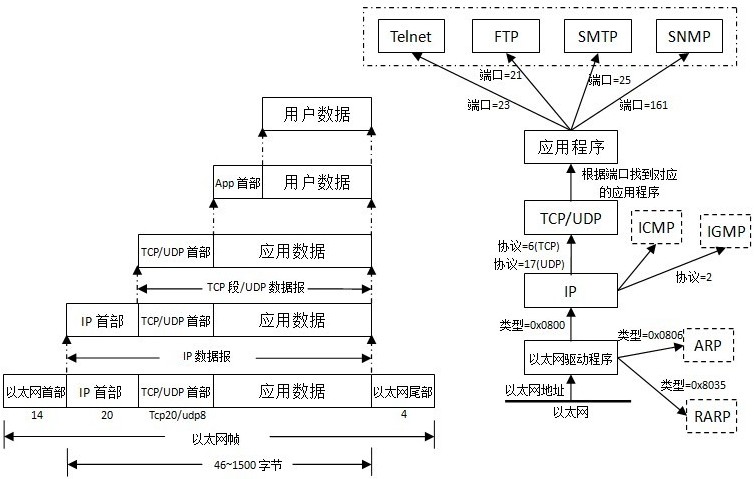 Telnet
FTP
SMTP
SNMP
端口=21
端口=25
端口=23
端口=161
用户数据
应用程序
App 首部
用户数据
根据端口找到对应
的应用程序
TCP/UDP
ICMP
IGMP
TCP/UDP 首部
应用数据
协议=6(TCP)
协议=17(UDP)
协议=2
TCP 段/UDP 数据报
IP
IP 首部
TCP/UDP 首部
应用数据
类型=0x0800
类型=0x0806
IP 数据报
以太网驱动程序
ARP
类型=0x8035
以太网首部
IP 首部
TCP/UDP 首部
应用数据
以太网尾部
以太网地址
以太网
RARP
14
20
Tcp20/udp8
4
以太网帧
46~1500 字节